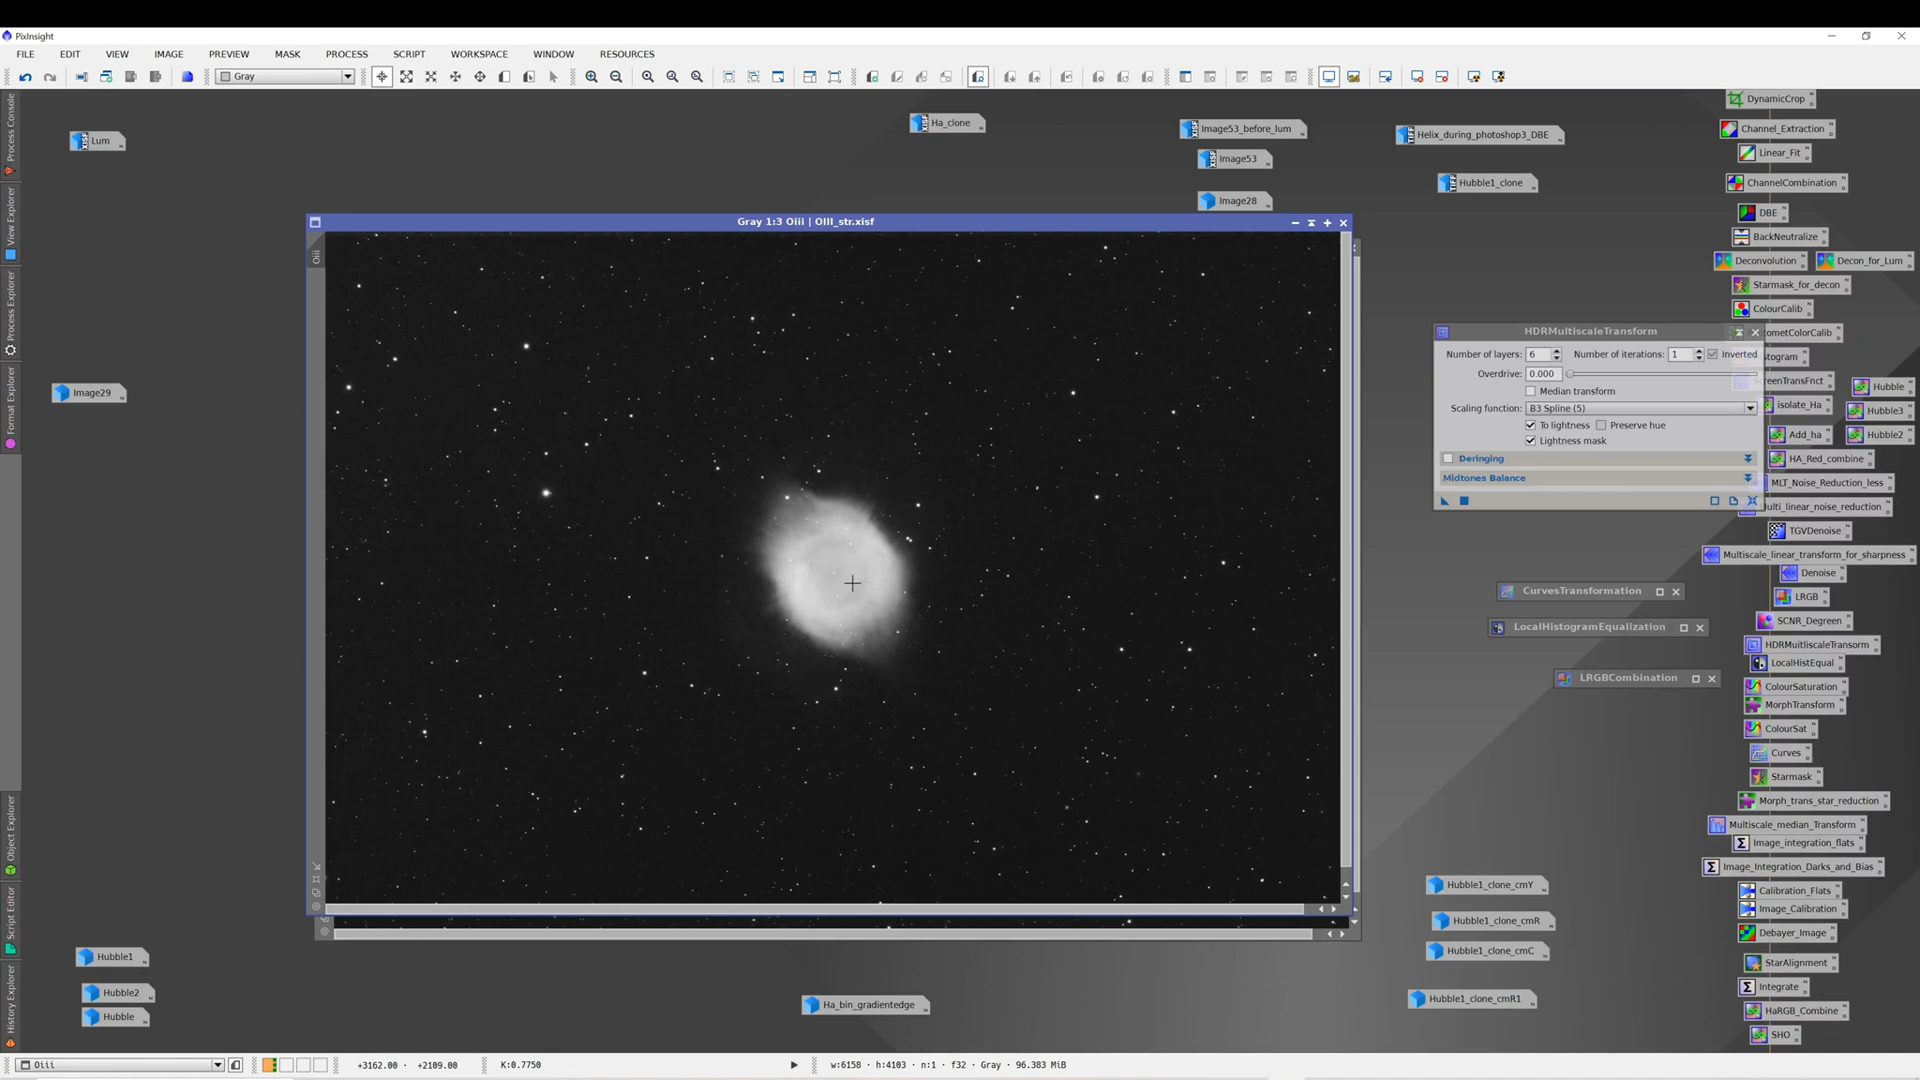 PixInsight
FILE EDIT VIEW IMAGE PREVIEW MASK PROCESS SCRIPT WORKSPACE WINDOW RESOURCES
Gray
Process Console
View Explorer
Process Explorer
Format Explorer
Object Explorer
Script Editor
History Explorer
Lum
Image29
Ha_clone
Image53_before_lum
Image53
Image28
Helix_during_photoshop3_DBE
Hubble1_clone
Gray 1:3 Oiii | OIII_str.xisf
Oiii
HDRMultiscaleTransform
Number of layers: 6 Number of iterations: 1 Inverted
Overdrive: 0.000
Median transform
Scaling function: B3 Spline (5)
To lightness Preserve hue
Lightness mask
Deringing
Midtones Balance
CurvesTransformation
LocalHistogramEqualization
LRGBCombination
DynamicCrop
Channel_Extraction
Linear_Fit
ChannelCombination
DBE
BackNeutralize
Deconvolution Decon_for_Lum
Starmask_for_decon
ColourCalib
ometColorCalib
togram
reenTransFnct Hubble
isolate_Ha Hubble3
Add_ha Hubble2
HA_Red_combine
MLT_Noise_Reduction_less
ulti_linear_noise_reduction
TGVDenoise
Multiscale_linear_transform_for_sharpness
Denoise
LRGB
SCNR_Degreen
HDRMuitliscaleTransorm
LocalHistEqual
ColourSaturation
MorphTransform
ColourSat
Curves
Starmask
Morph_trans_star_reduction
Multiscale_median_Transform
Image_integration_flats
Image_Integration_Darks_and_Bias
Calibration_Flats
Image_Calibration
Debayer_Image
StarAlignment
Integrate
HaRGB_Combine
SHO
Hubble1_clone_cmY
Hubble1_clone_cmR
Hubble1_clone_cmC
Hubble1_clone_cmR1
Hubble1
Hubble2
Hubble
Ha_bin_gradientedge
Oiii +3162.00 · +2109.00 K:0.7750 w:6158 · h:4103 · n:1 · f32 · Gray · 96.383 MiB